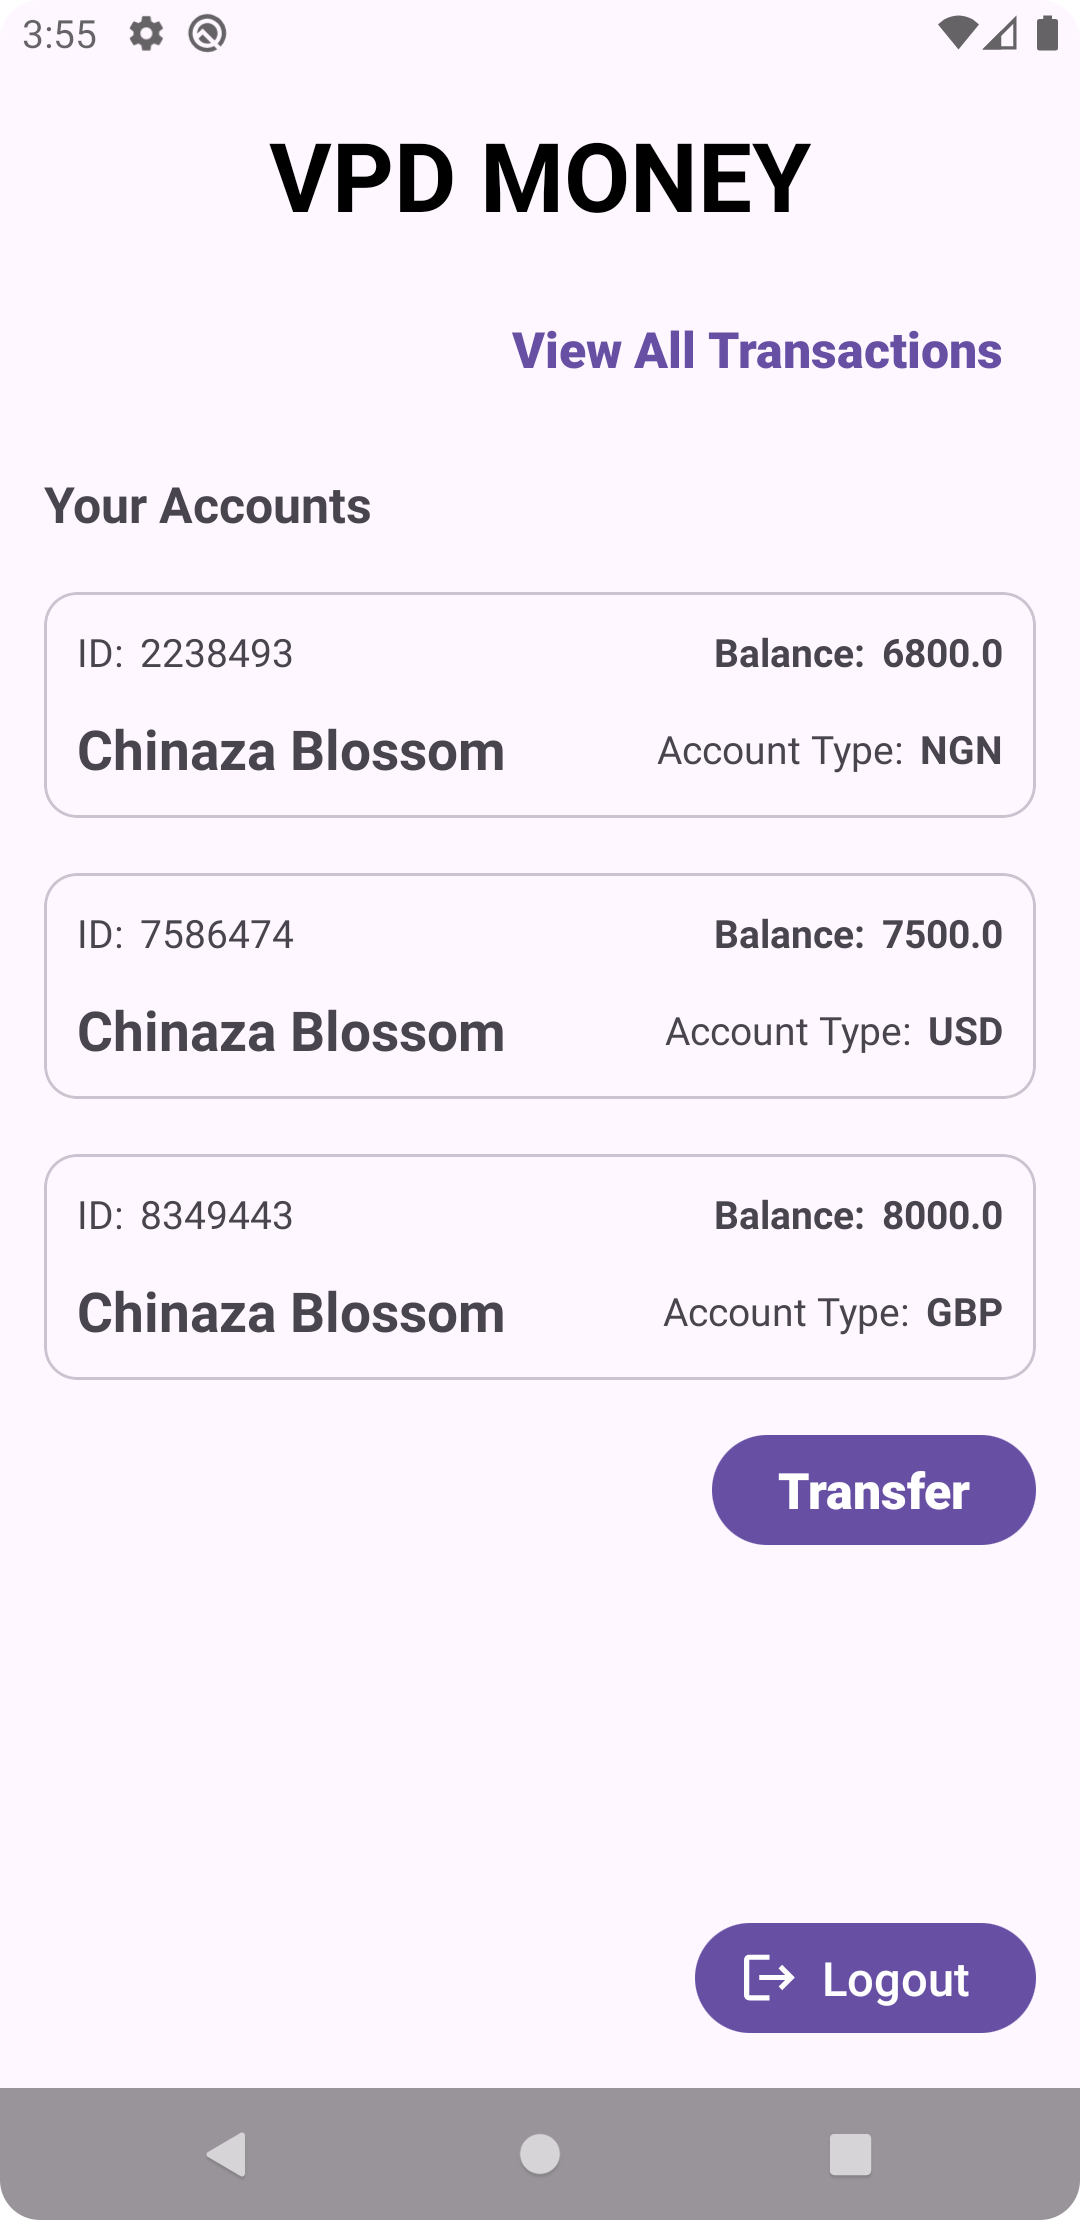 3:55
VPD MONEY
View All Transactions
Your Accounts
ID: 2238493 Balance: 6800.0
Chinaza Blossom Account Type: NGN
ID: 7586474 Balance: 7500.0
Chinaza Blossom Account Type: USD
ID: 8349443 Balance: 8000.0
Chinaza Blossom Account Type: GBP
Transfer
Logout